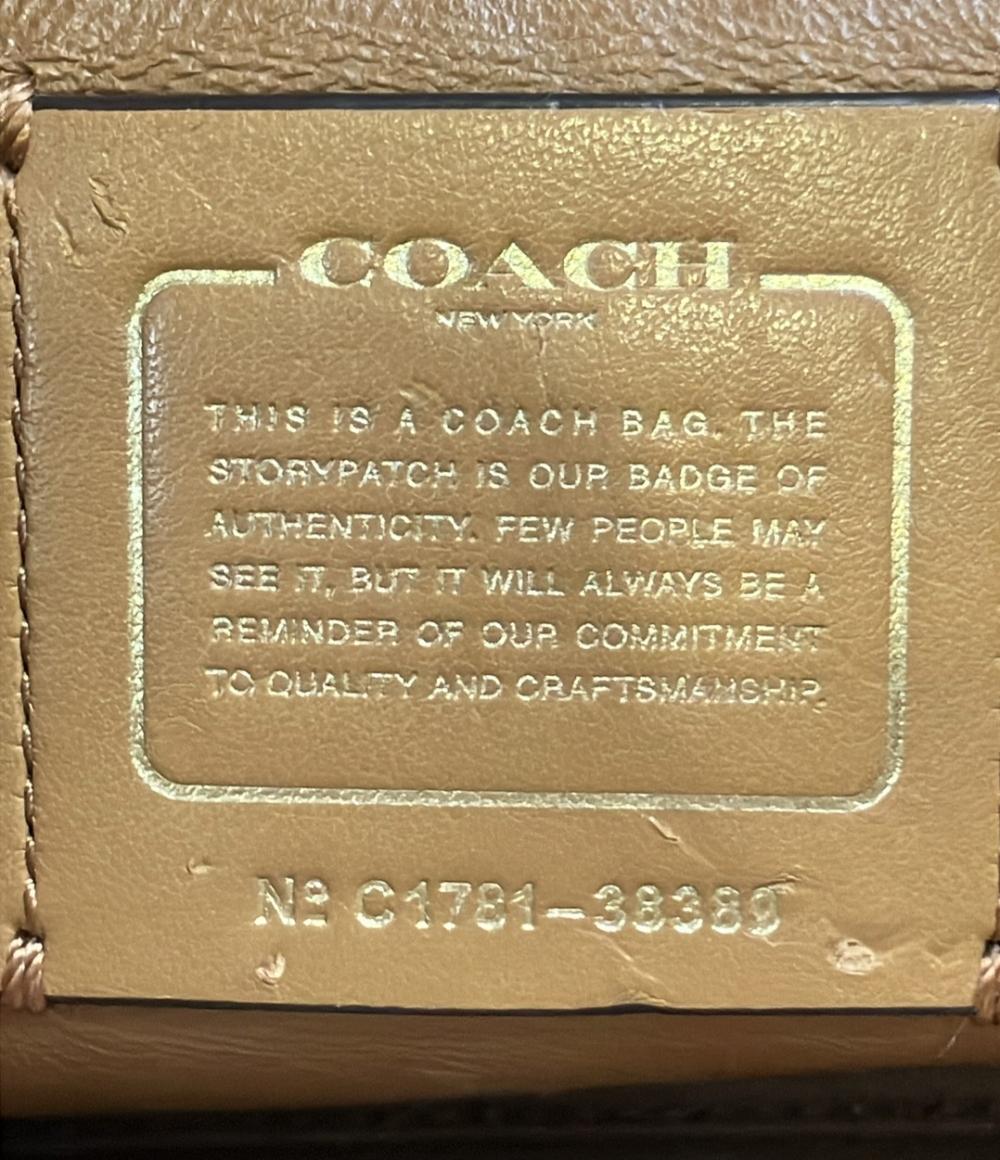 COACH
NEW YORK
THIS IS A COACH BAG. THE
STORYPATCH IS OUR BADGE OF
AUTHENTICITY. FEW PEOPLE MAY
SEE IT, BUT IT WILL ALWAYS BE A
REMINDER OF OUR COMMITMENT
TO QUALITY AND CRAFTSMANSHIP.
Nº C1781-38389